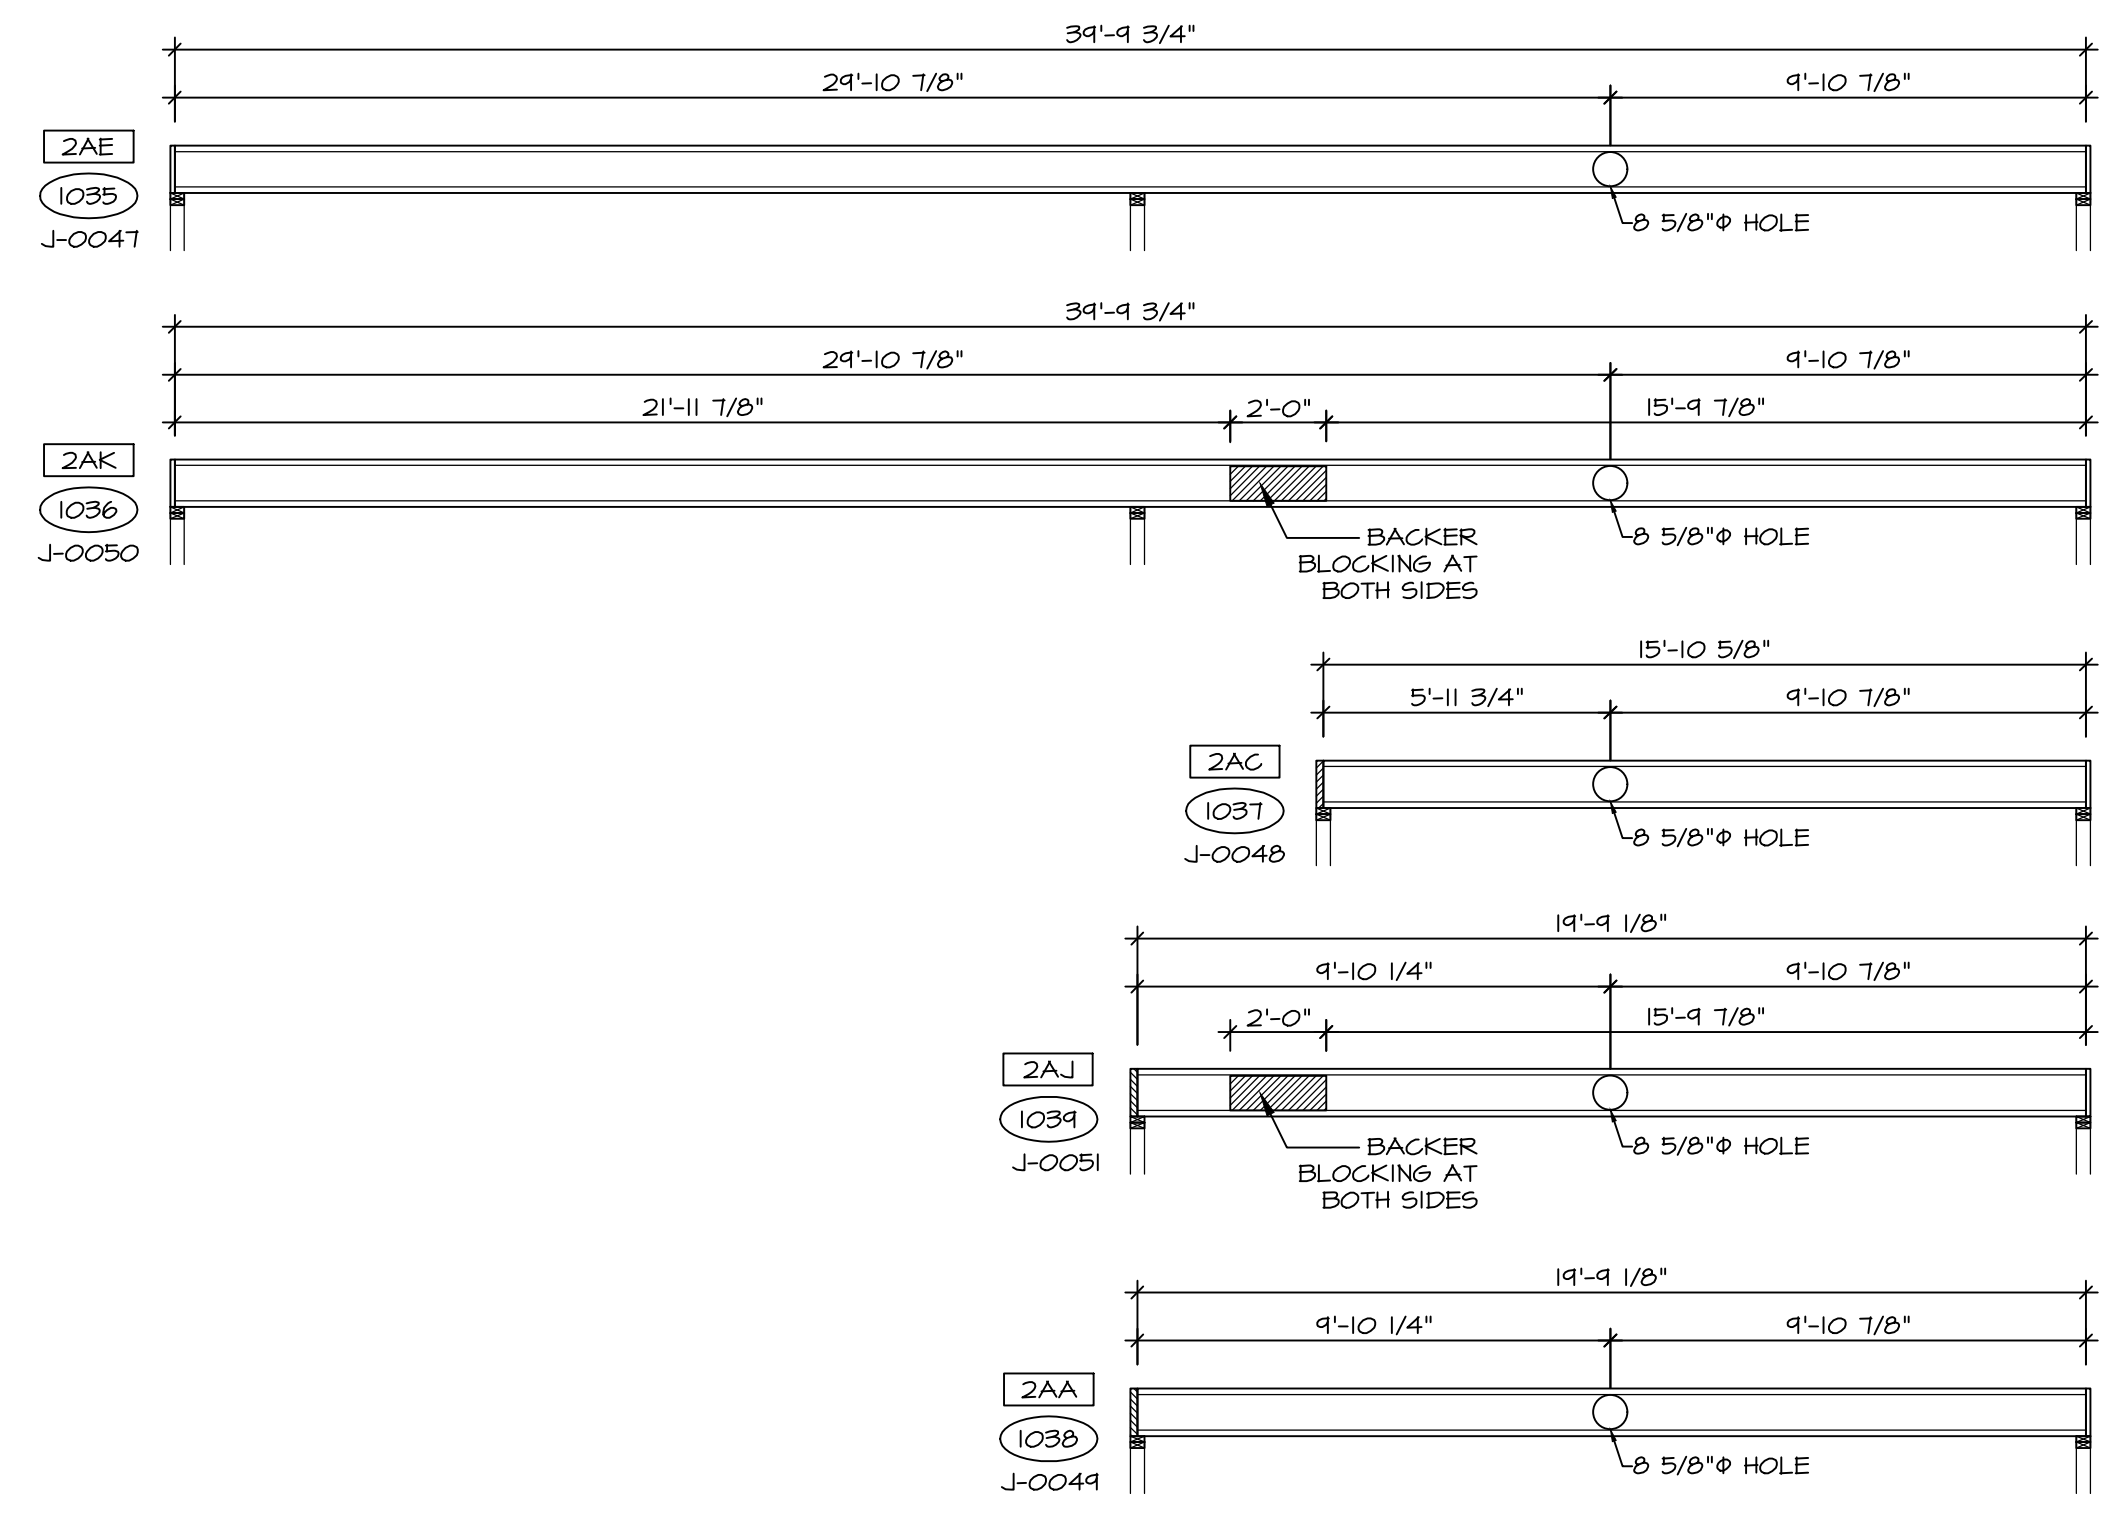 39'-9 3/4"
29'-10 7/8" 9'-10 7/8"
2AE
1035
J-0047
8 5/8"Φ HOLE
39'-9 3/4"
29'-10 7/8" 9'-10 7/8"
21'-11 7/8" 2'-0" 15'-9 7/8"
2AK
1036
J-0050
BACKER
BLOCKING AT
BOTH SIDES
8 5/8"Φ HOLE
15'-10 5/8"
5'-11 3/4" 9'-10 7/8"
2AC
1037
J-0048
8 5/8"Φ HOLE
19'-9 1/8"
9'-10 1/4" 9'-10 7/8"
2'-0" 15'-9 7/8"
2AJ
1039
J-0051
BACKER
BLOCKING AT
BOTH SIDES
8 5/8"Φ HOLE
19'-9 1/8"
9'-10 1/4" 9'-10 7/8"
2AA
1038
J-0049
8 5/8"Φ HOLE